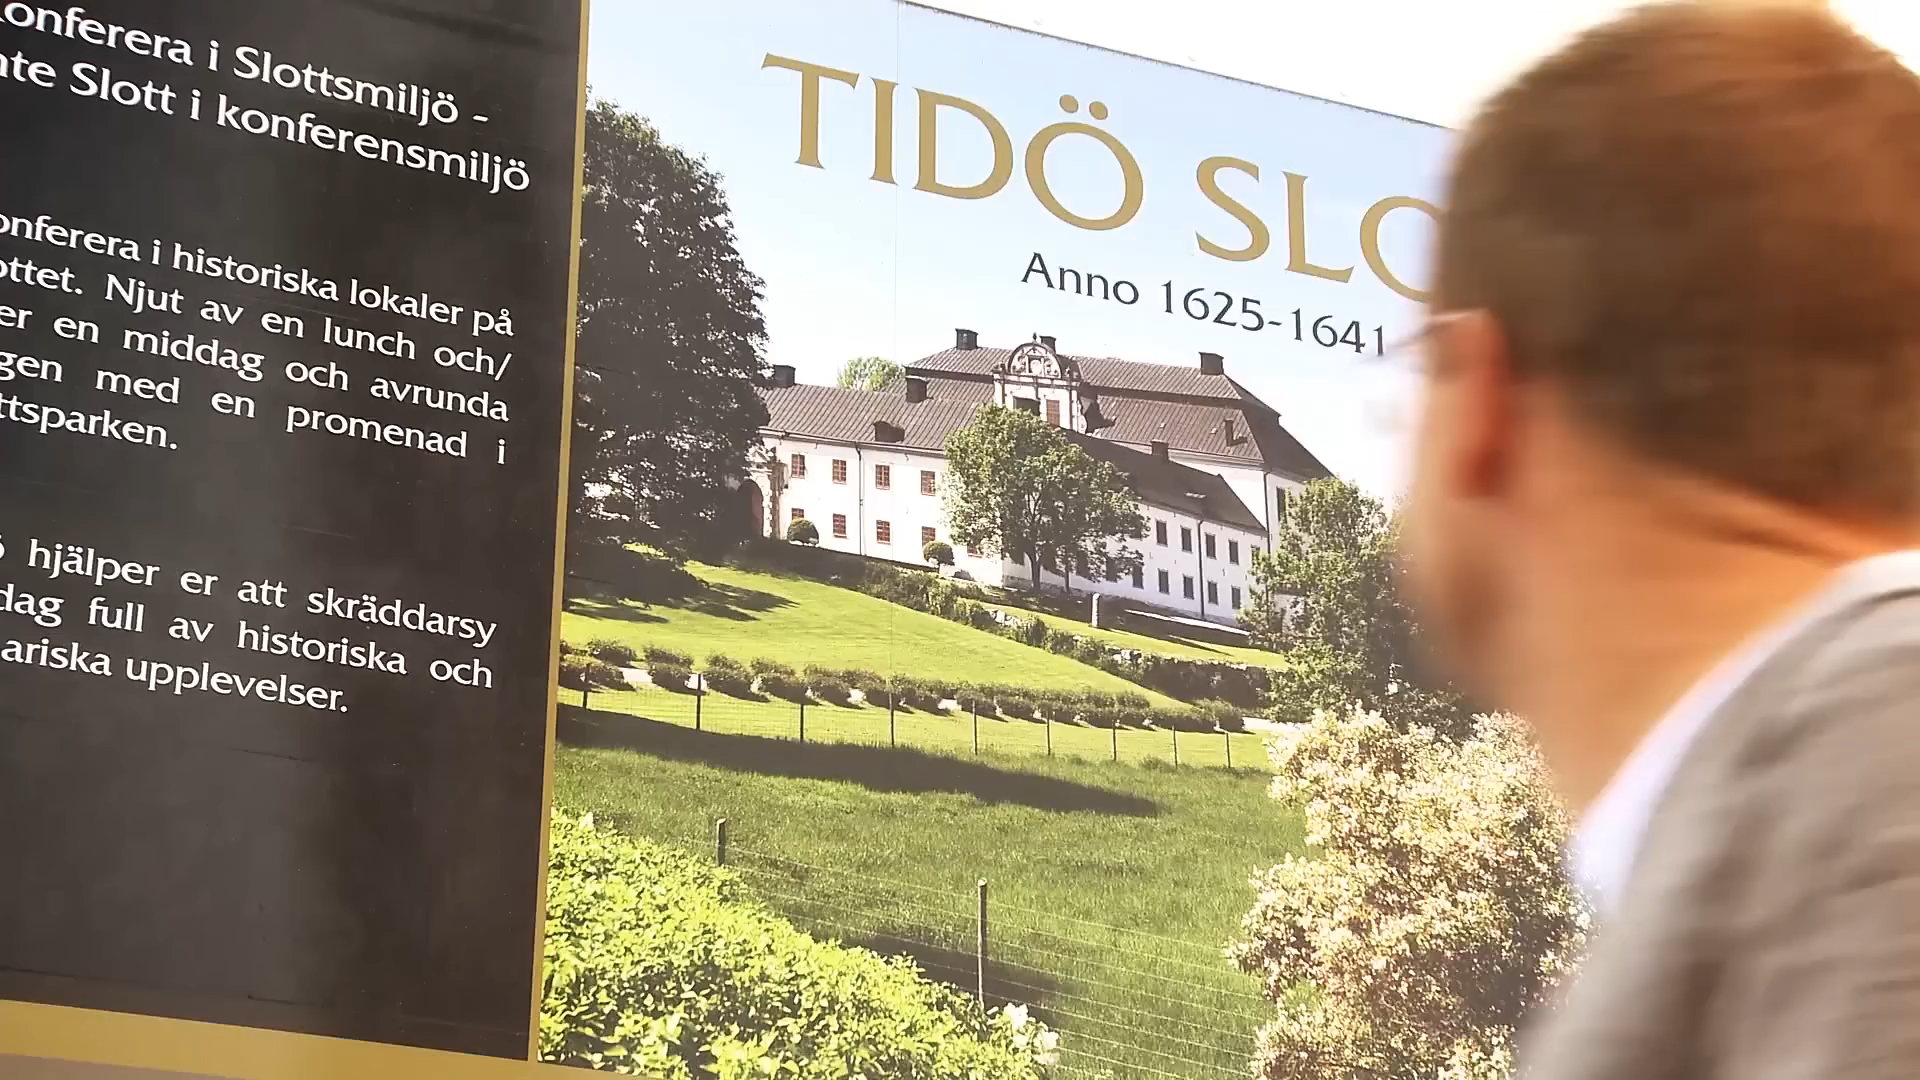 onferera i Slottsmiljö -
nte Slott i konferensmiljö
onferera i historiska lokaler på
ottet. Njut av en lunch och/
er en middag och avrunda
gen med en promenad i
ttsparken.
ö hjälper er att skräddarsy
dag full av historiska och
ariska upplevelser.
TIDÖ SLO
Anno 1625-1641